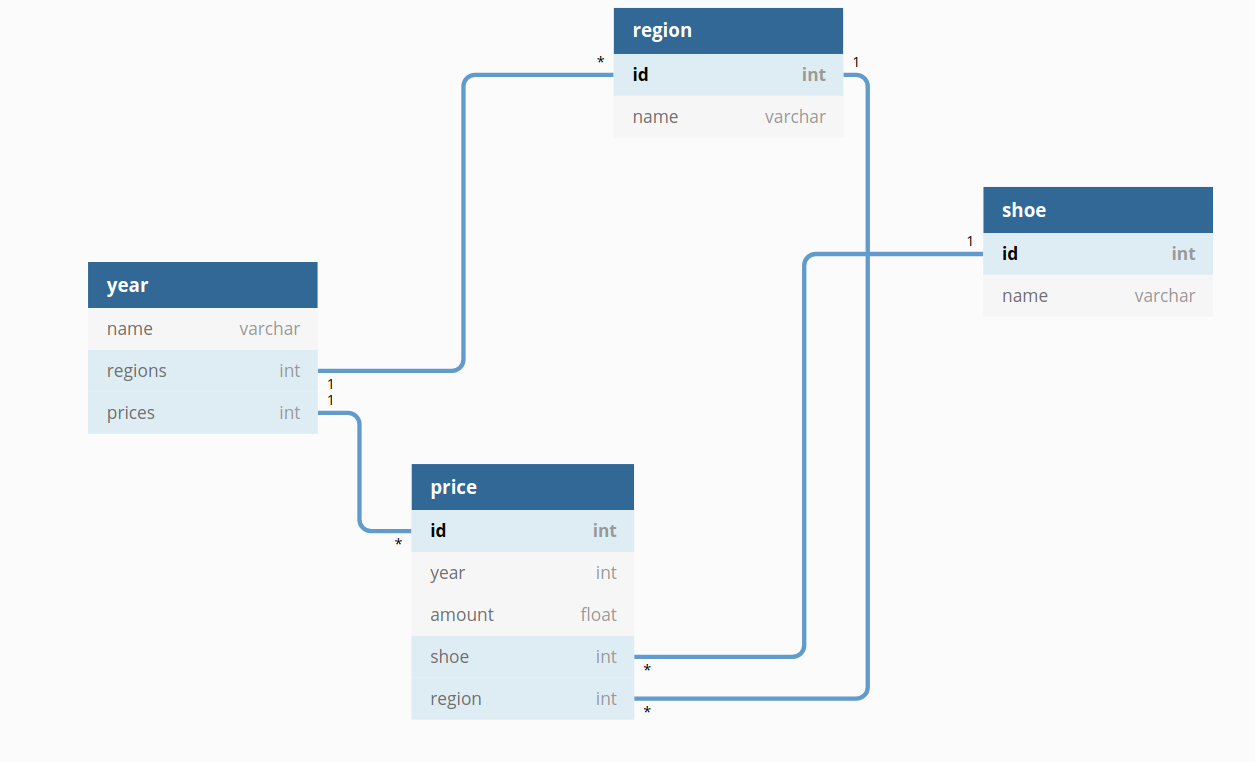 region
*
id int
1
name varchar
shoe
1
id int
name varchar
year
name varchar
regions int
1
1
prices int
price
id int
*
year int
amount float
shoe int
*
region int
*